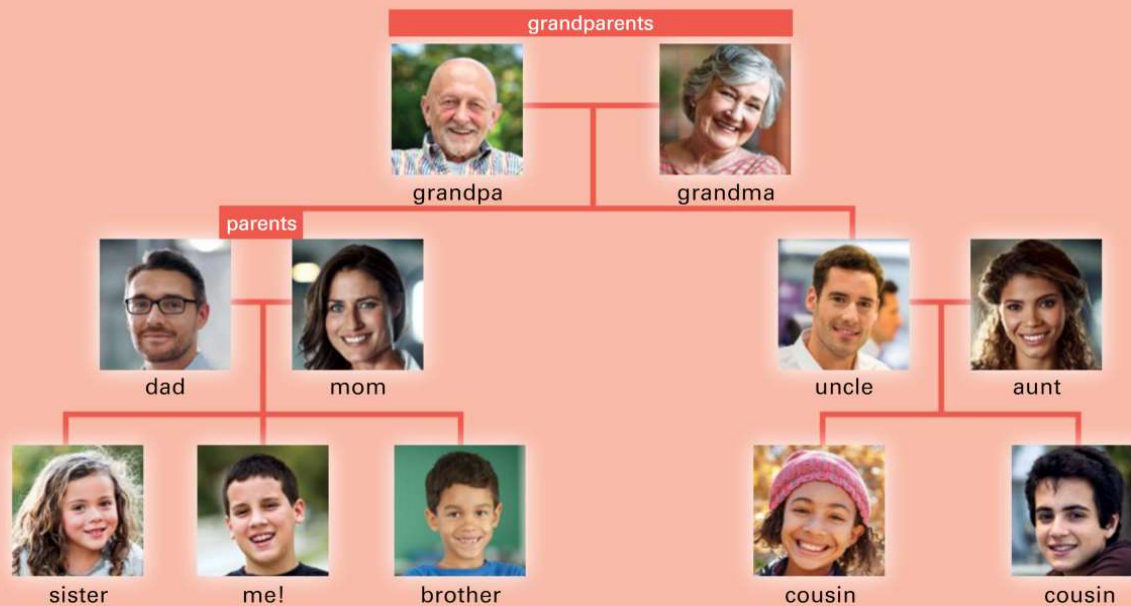 grandparents
grandpa grandma
parents
dad mom uncle aunt
sister me! brother cousin cousin